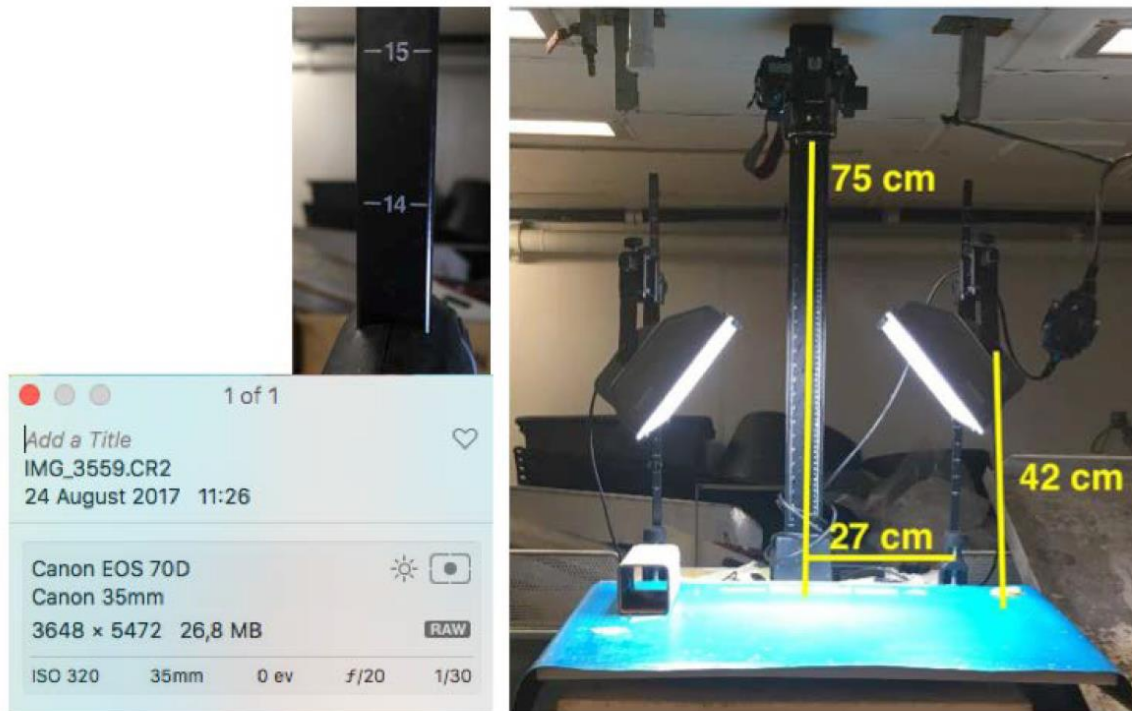 15
14
75 cm
27 cm
42 cm
1 of 1
Add a Title
IMG_3559.CR2
24 August 2017 11:26
Canon EOS 70D
Canon 35mm
3648 × 5472 26,8 MB
RAW
ISO 320 35mm 0 ev ƒ/20 1/30